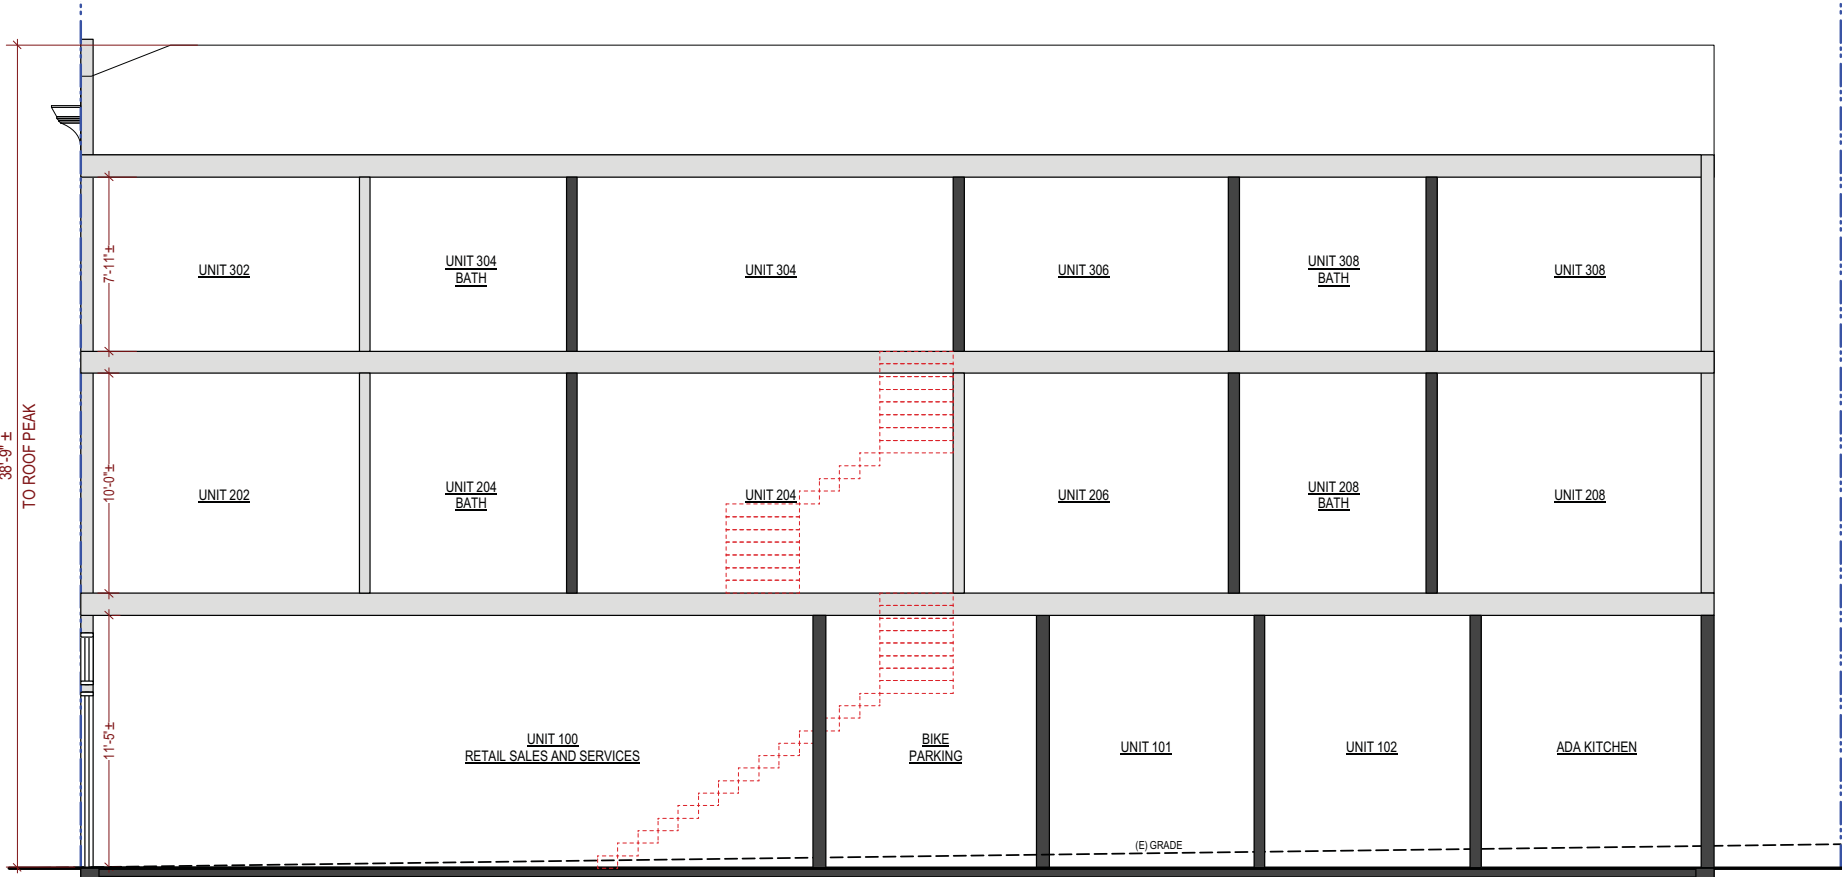 38'-9" ±
TO ROOF PEAK
7'-11"±
UNIT 302
UNIT 304
BATH
UNIT 304
UNIT 306
UNIT 308
BATH
UNIT 308
10'-0"±
UNIT 202
UNIT 204
BATH
UNIT 204
UNIT 206
UNIT 208
BATH
UNIT 208
11'-5"±
UNIT 100
RETAIL SALES AND SERVICES
BIKE
PARKING
UNIT 101
UNIT 102
ADA KITCHEN
(E) GRADE